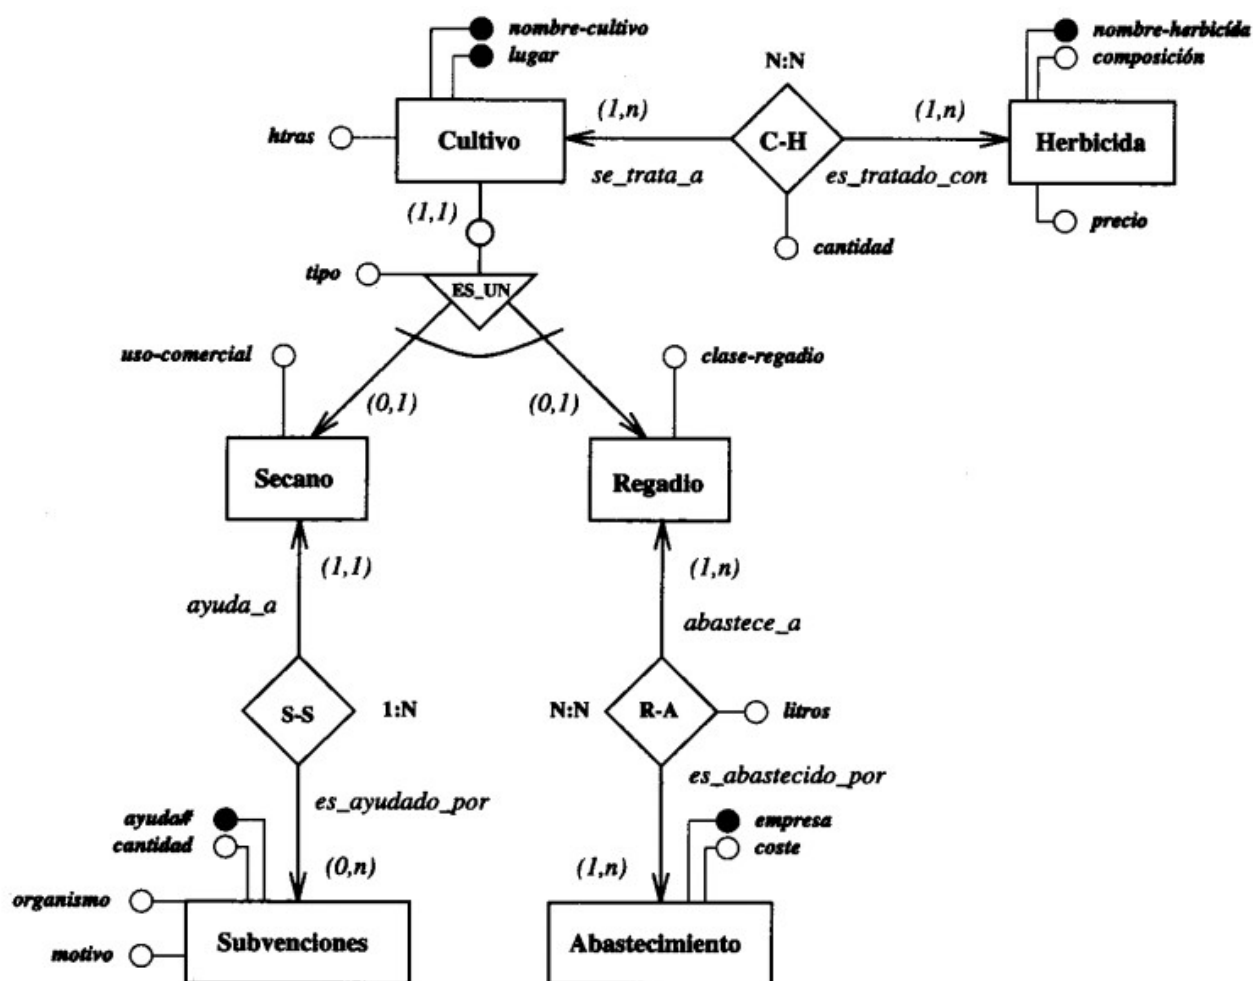 nombre-cultivo
lugar
htras
Cultivo
(1,n)
se_trata_a
N:N
C-H
cantidad
(1,n)
es_tratado_con
nombre-herbicida
composición
Herbicida
precio
(1,1)
tipo
ES_UN
uso-comercial
(0,1)
(0,1)
clase-regadio
Secano
Regadio
(1,1)
ayuda_a
S-S
1:N
es_ayudado_por
(0,n)
ayuda#
cantidad
organismo
motivo
Subvenciones
(1,n)
abastece_a
N:N
R-A
litros
es_abastecido_por
(1,n)
empresa
coste
Abastecimiento